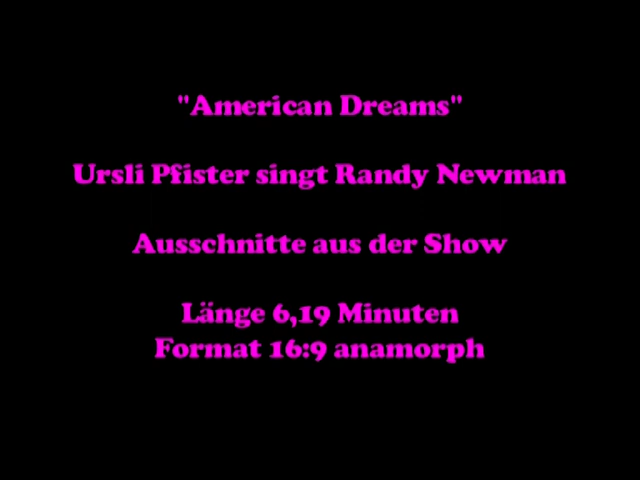 "American Dreams"
Ursli Pfister singt Randy Newman
Ausschnitte aus der Show
Länge 6,19 Minuten
Format 16:9 anamorph